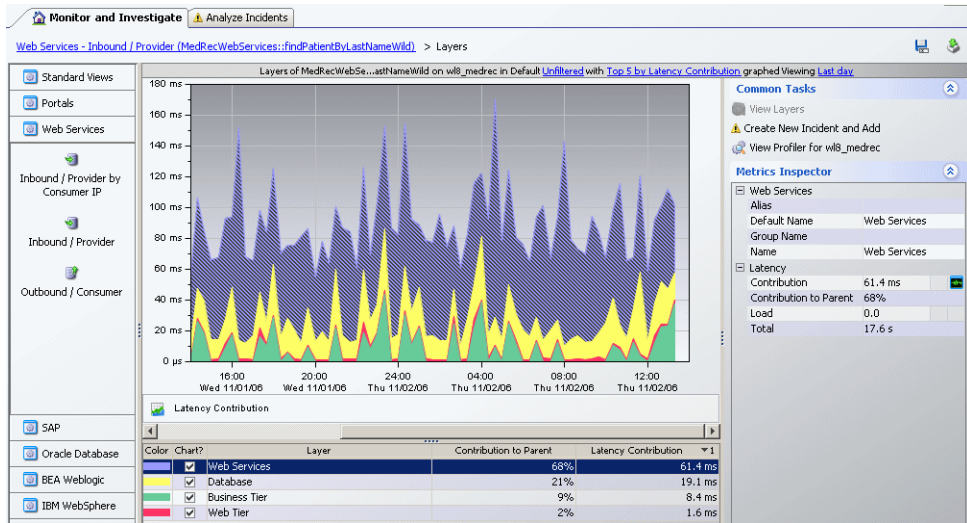 Monitor and Investigate
Analyze Incidents
Web Services - Inbound / Provider (MedRecWebServices::findPatientByLastNameWild) > Layers
Standard Views
Portals
Web Services
Inbound / Provider by
Consumer IP
Inbound / Provider
Outbound / Consumer
SAP
Oracle Database
BEA Weblogic
IBM WebSphere
Layers of MedRecWebSe...astNameWild on wl8_medrec in Default Unfiltered with Top 5 by Latency Contribution graphed Viewing Last day
180 ms
160 ms
140 ms
120 ms
100 ms
80 ms
60 ms
40 ms
20 ms
0 µs
16:00 20:00 24:00 04:00 08:00 12:00
Wed 11/01/06 Wed 11/01/06 Thu 11/02/06 Thu 11/02/06 Thu 11/02/06 Thu 11/02/06
Latency Contribution
Color Chart? Layer Contribution to Parent Latency Contribution 1
Web Services 68% 61.4 ms
Database 21% 19.1 ms
Business Tier 9% 8.4 ms
Web Tier 2% 1.6 ms
Common Tasks
View Layers
Create New Incident and Add
View Profiler for wl8_medrec
Metrics Inspector
Web Services
Alias
Default Name Web Services
Group Name
Name Web Services
Latency
Contribution 61.4 ms
Contribution to Parent 68%
Load 0.0
Total 17.6 s